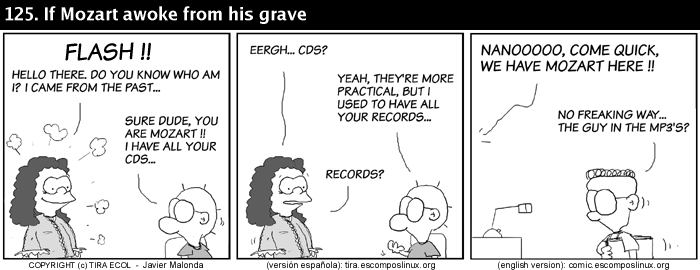 125. If Mozart awoke from his grave
FLASH !!
HELLO THERE. DO YOU KNOW WHO AM
I? I CAME FROM THE PAST...
SURE DUDE, YOU
ARE MOZART !!
I HAVE ALL YOUR
CDS...
EERGH... CDS?
YEAH, THEY'RE MORE
PRACTICAL, BUT I
USED TO HAVE ALL
YOUR RECORDS...
RECORDS?
NANOOOOO, COME QUICK,
WE HAVE MOZART HERE !!
NO FREAKING WAY...
THE GUY IN THE MP3'S?
COPYRIGHT (c) TIRA ECOL - Javier Malonda
(versión española): tira.escomposlinux.org
(english version): comic.escomposlinux.org